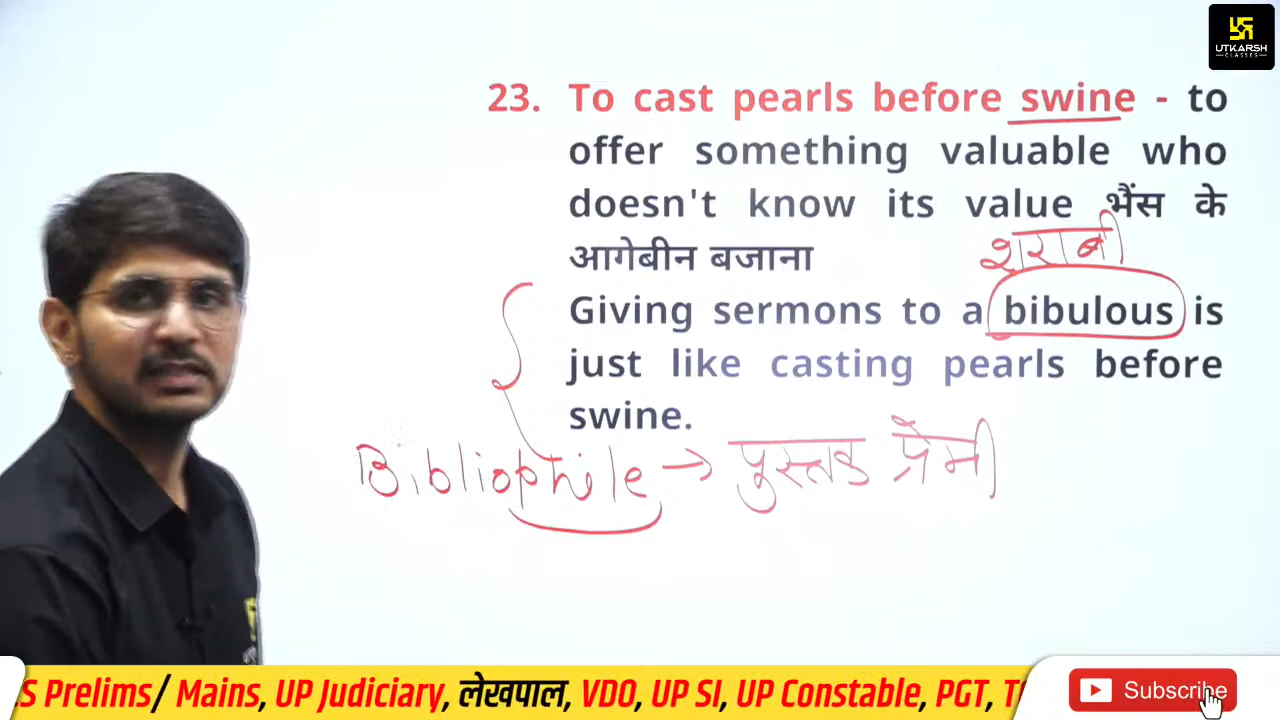 UTKARSH
CLASSES
23. To cast pearls before swine - to
offer something valuable who
doesn't know its value भैंस के
आगेबीन बजाना
शराबी
Giving sermons to a bibulous is
just like casting pearls before
swine.
Bibliophile → पुस्तक प्रेमी
S Prelims/ Mains, UP Judiciary, लेखपाल, VDO, UP SI, UP Constable, PGT, T
Subscribe